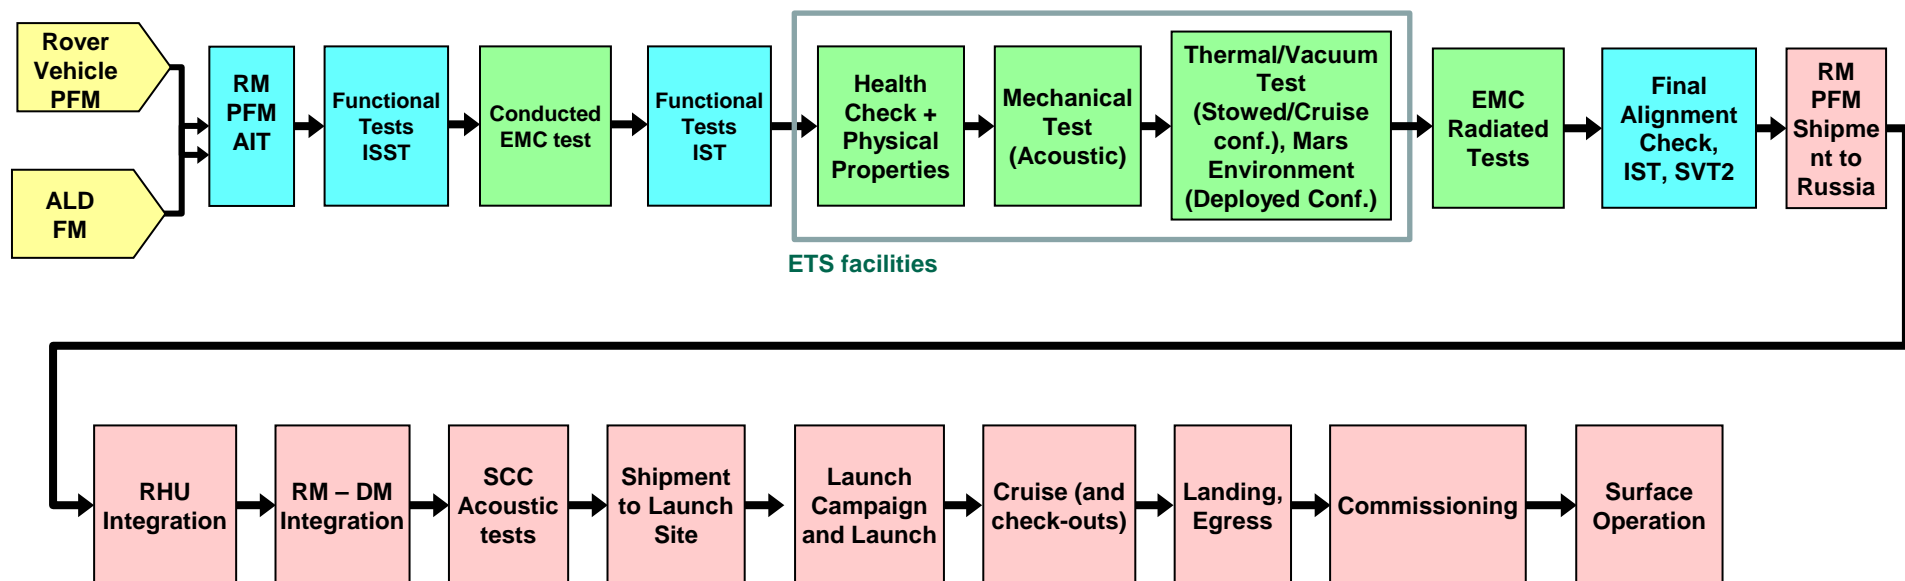 Rover
Vehicle
PFM
ALD
FM
RM
PFM
AIT
Functional
Tests
ISST
Conducted
EMC test
Functional
Tests
IST
Health
Check +
Physical
Properties
Mechanical
Test
(Acoustic)
Thermal/Vacuum
Test
(Stowed/Cruise
conf.), Mars
Environment
(Deployed Conf.)
EMC
Radiated
Tests
Final
Alignment
Check,
IST, SVT2
RM
PFM
Shipme
nt to
Russia
ETS facilities
RHU
Integration
RM – DM
Integration
SCC
Acoustic
tests
Shipment
to Launch
Site
Launch
Campaign
and Launch
Cruise (and
check-outs)
Landing,
Egress
Commissioning
Surface
Operation